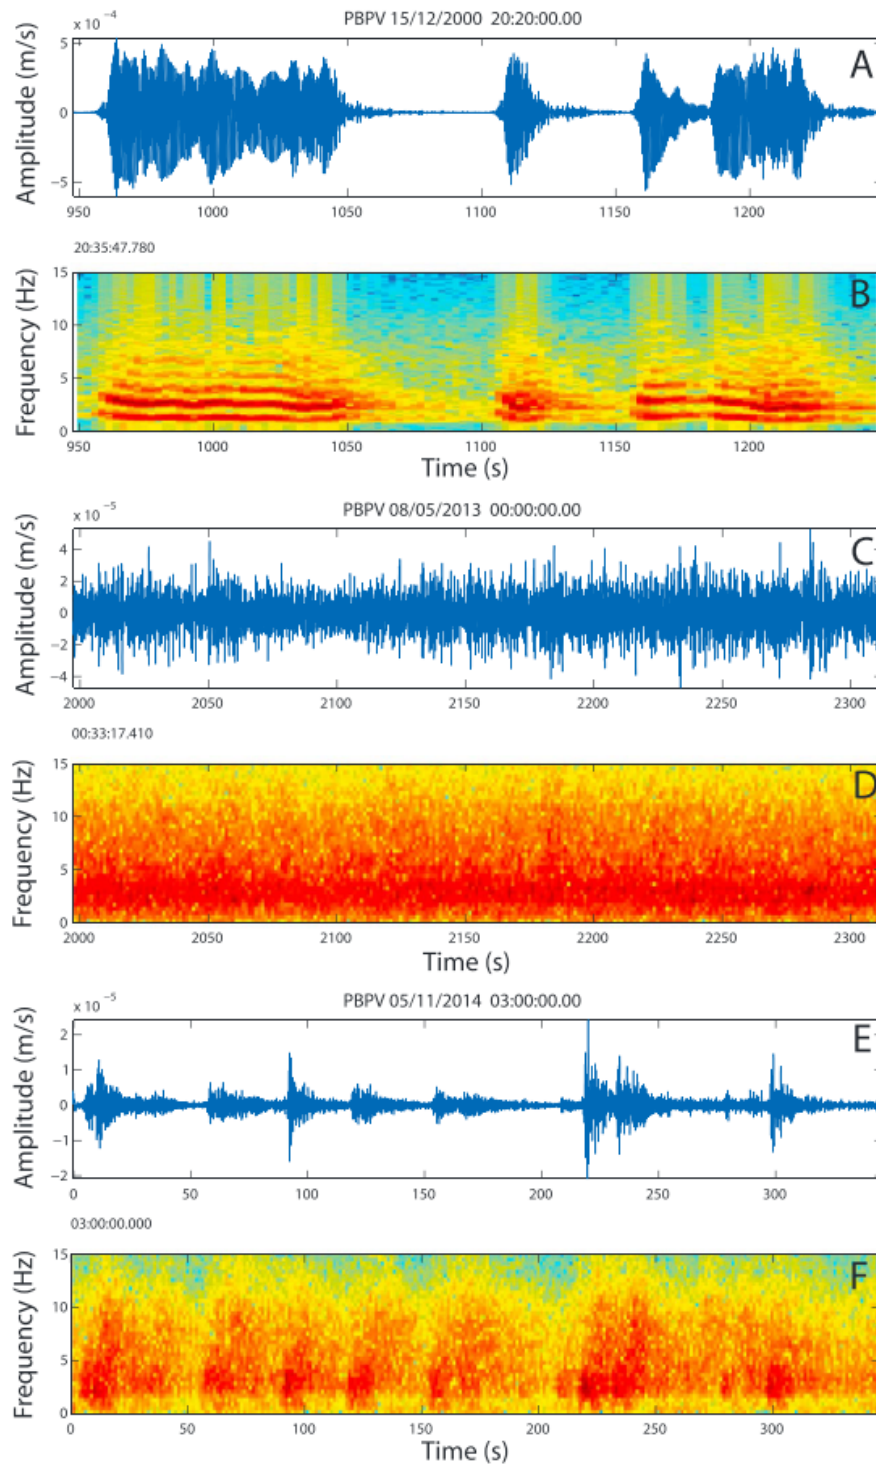 PBPV 15/12/2000 20:20:00.00
x 10⁻⁴
Amplitude (m/s)
5
0
−5
A
950 1000 1050 1100 1150 1200
20:35:47.780
Frequency (Hz)
15
10
5
0
B
950 1000 1050 1100 1150 1200
Time (s)
PBPV 08/05/2013 00:00:00.00
x 10⁻⁵
Amplitude (m/s)
4
2
0
−2
−4
C
2000 2050 2100 2150 2200 2250 2300
00:33:17.410
Frequency (Hz)
15
10
5
0
D
2000 2050 2100 2150 2200 2250 2300
Time (s)
PBPV 05/11/2014 03:00:00.00
x 10⁻⁵
Amplitude (m/s)
2
1
0
−1
−2
E
0 50 100 150 200 250 300
03:00:00.000
Frequency (Hz)
15
10
5
0
F
0 50 100 150 200 250 300
Time (s)